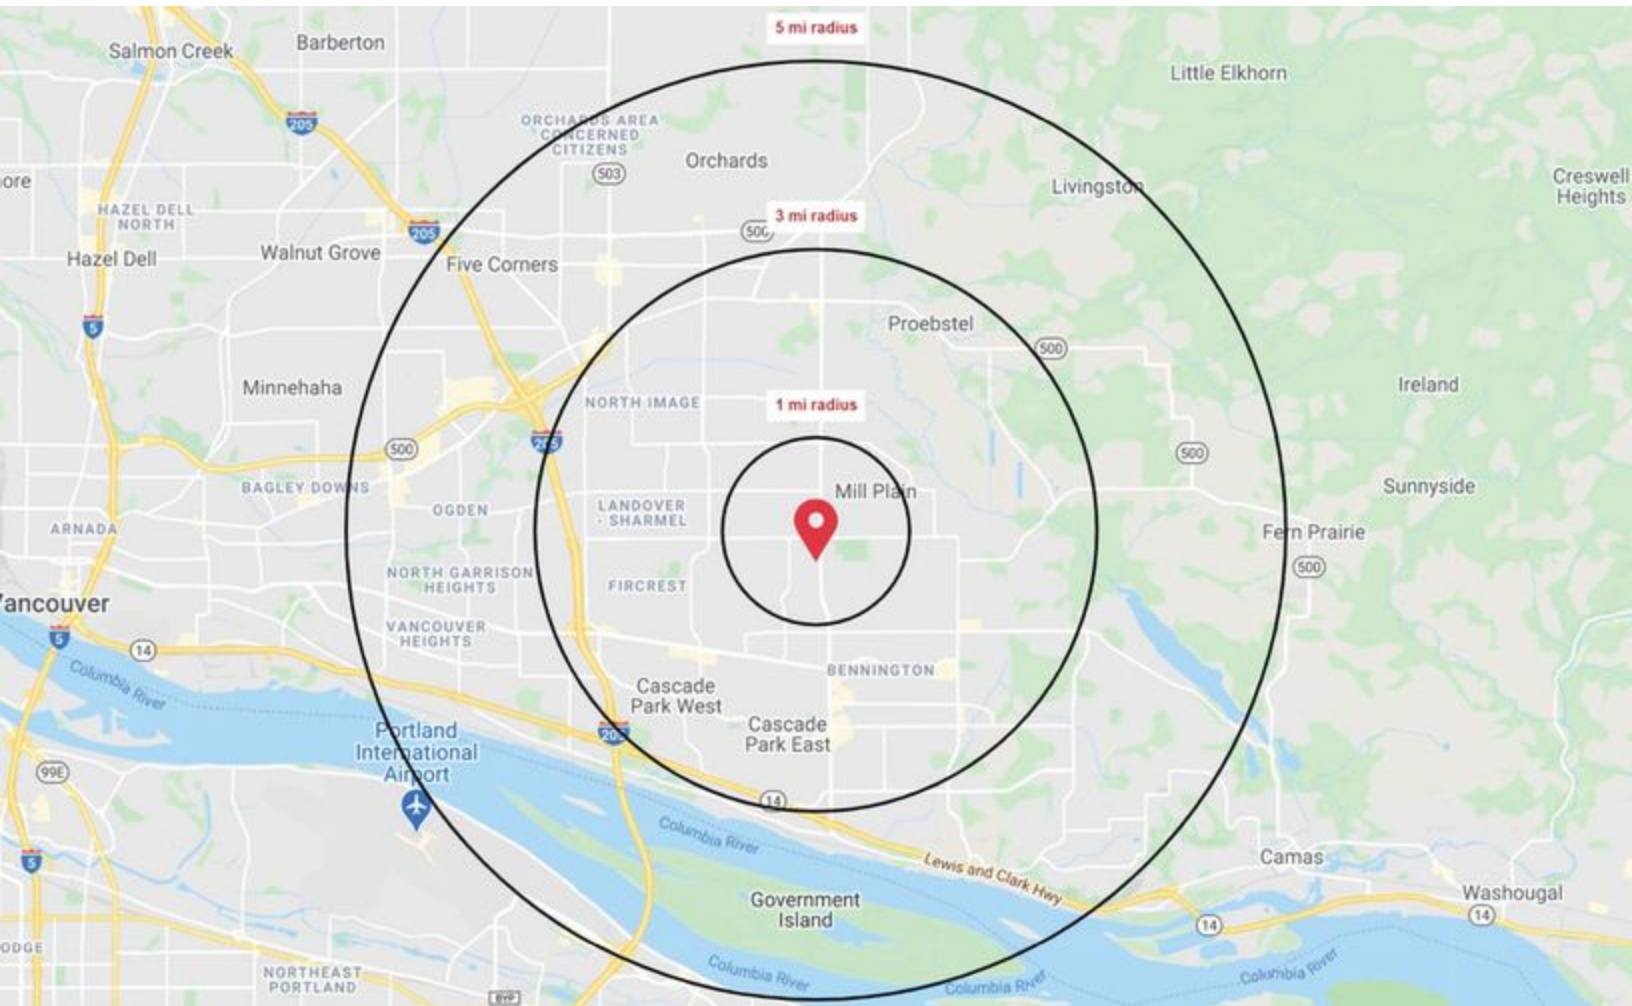 5 mi radius
Salmon Creek
Barberton
Little Elkhorn
205
ORCHARDS AREA
CONCERNED
CITIZENS
Orchards
503
ore
Livingston
Creswell
Heights
HAZEL DELL
NORTH
3 mi radius
205
500
Hazel Dell
Walnut Grove
Five Corners
5
Proebstel
500
Minnehaha
Ireland
NORTH IMAGE
1 mi radius
205
500
500
BAGLEY DOWNS
Mill Plain
Sunnyside
OGDEN
LANDOVER
- SHARMEL
ARNADA
Fern Prairie
500
NORTH GARRISON
HEIGHTS
FIRCREST
Vancouver
5
14
VANCOUVER
HEIGHTS
Columbia River
BENNINGTON
Cascade
Park West
Cascade
Park East
205
Portland
International
Airport
99E
14
Columbia River
5
Lewis and Clark Hwy
Camas
Washougal
14
14
Government
Island
ODGE
NORTHEAST
PORTLAND
Columbia River
Columbia River
Columbia River
BYP